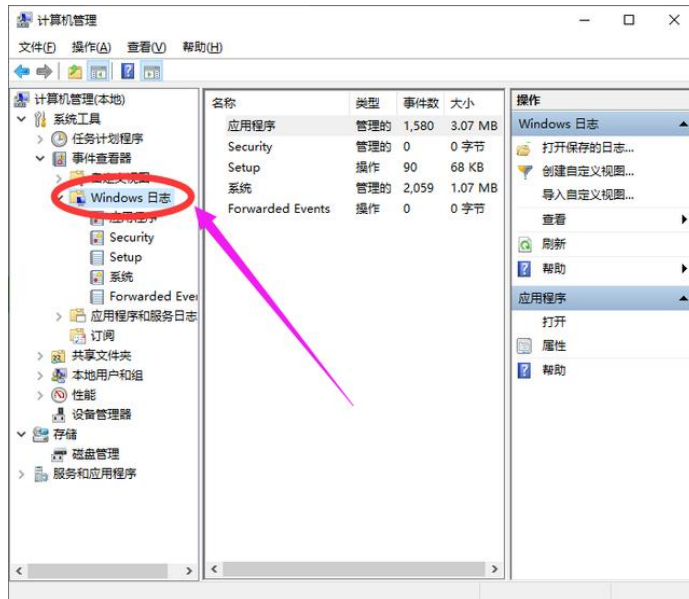 计算机管理
文件(F) 操作(A) 查看(V) 帮助(H)
计算机管理(本地)
系统工具
任务计划程序
事件查看器
自定义视图
Windows 日志
应用程序
Security
Setup
系统
Forwarded Ever
应用程序和服务日志
订阅
共享文件夹
本地用户和组
性能
设备管理器
存储
磁盘管理
服务和应用程序
名称 类型 事件数 大小
应用程序 管理的 1,580 3.07 MB
Security 管理的 0 0 字节
Setup 操作 90 68 KB
系统 管理的 2,059 1.07 MB
Forwarded Events 操作 0 0 字节
操作
Windows 日志
打开保存的日志...
创建自定义视图...
导入自定义视图...
查看
刷新
帮助
应用程序
打开
属性
帮助